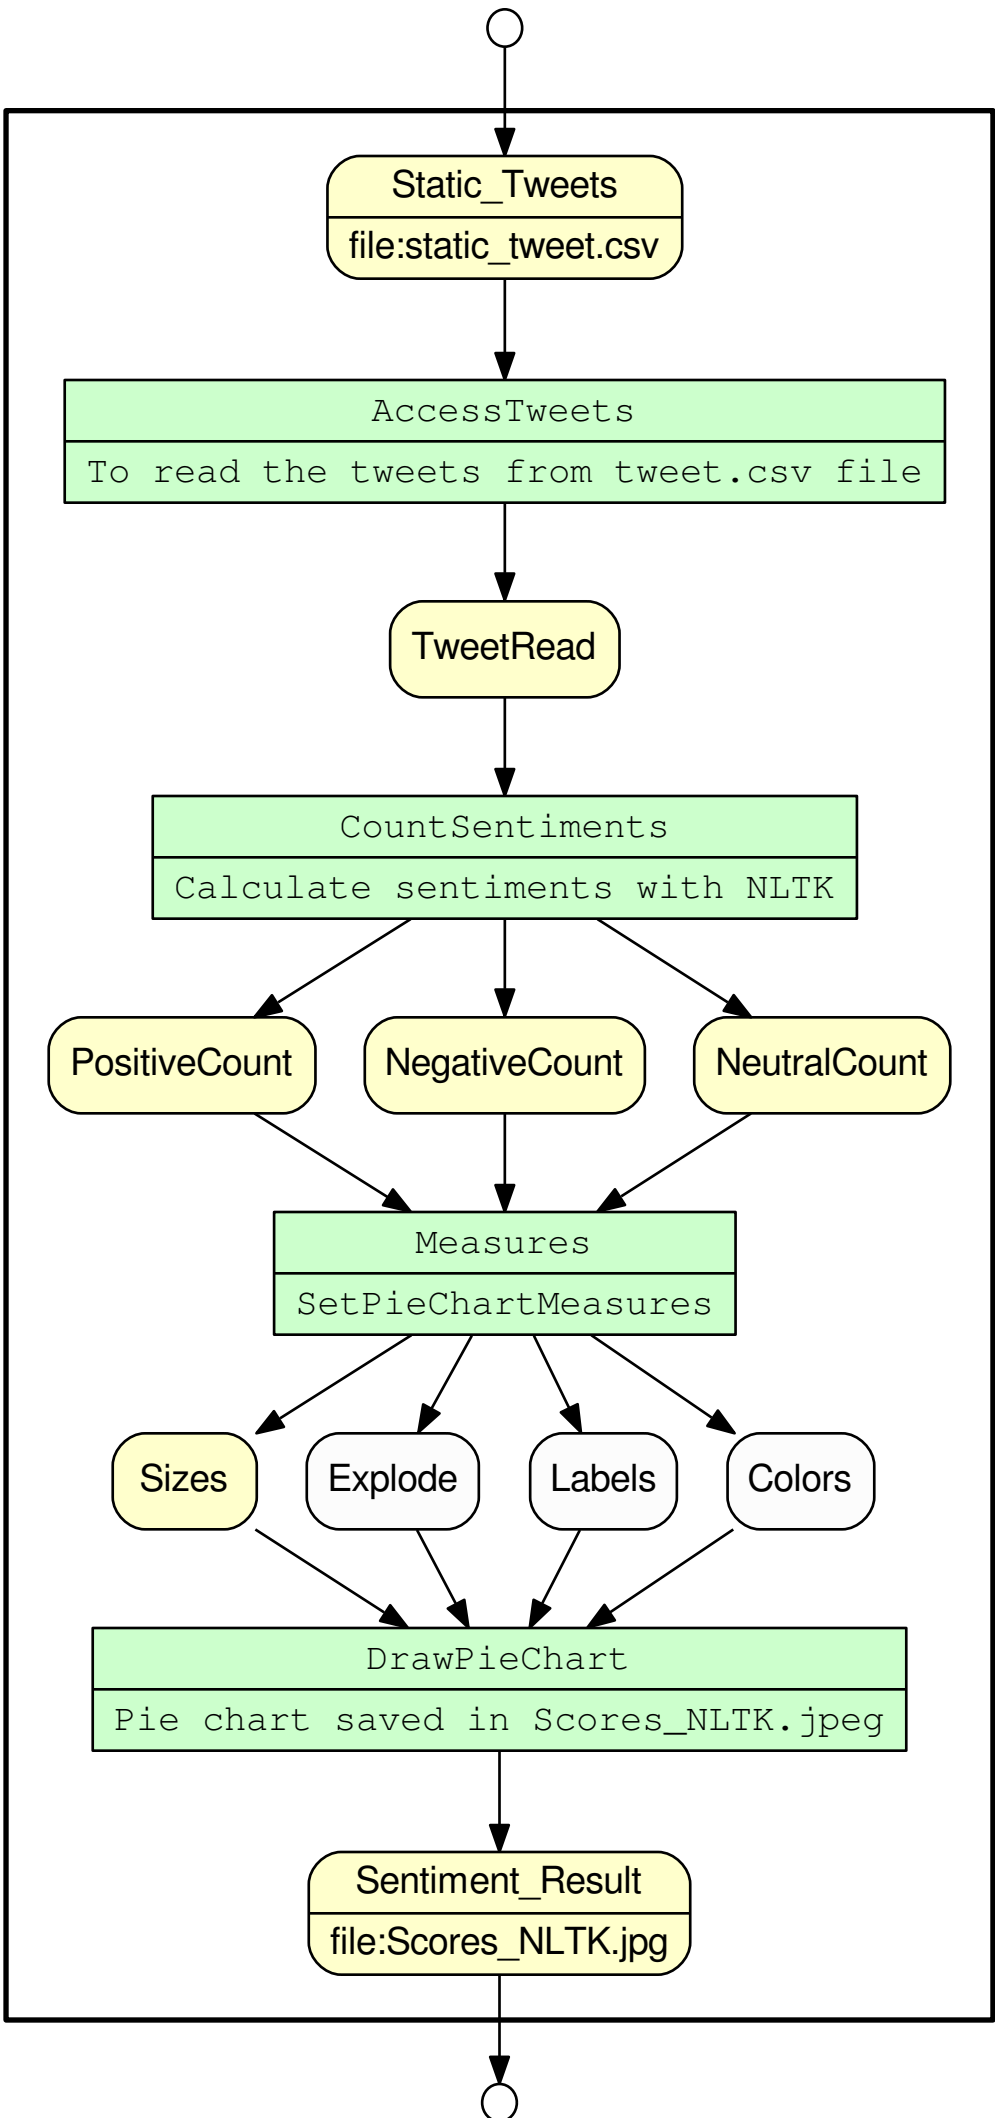 Static_Tweets
file:static_tweet.csv
AccessTweets
To read the tweets from tweet.csv file
TweetRead
CountSentiments
Calculate sentiments with NLTK
PositiveCount
NegativeCount
NeutralCount
Measures
SetPieChartMeasures
Sizes
Explode
Labels
Colors
DrawPieChart
Pie chart saved in Scores_NLTK.jpeg
Sentiment_Result
file:Scores_NLTK.jpg